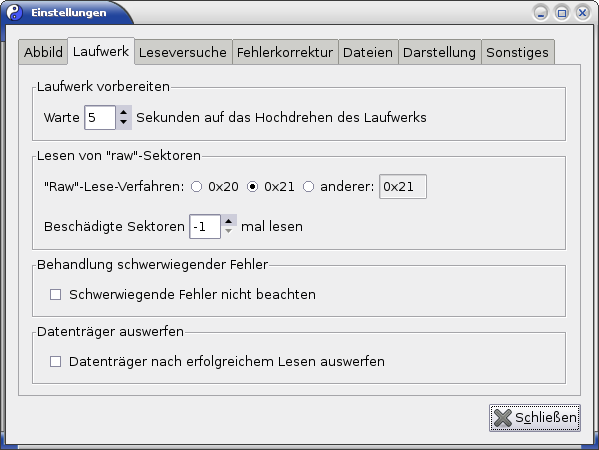 Einstellungen
Abbild Laufwerk Leseversuche Fehlerkorrektur Dateien Darstellung Sonstiges
Laufwerk vorbereiten
Warte 5 Sekunden auf das Hochdrehen des Laufwerks
Lesen von "raw"-Sektoren
"Raw"-Lese-Verfahren: 0x20 0x21 anderer: 0x21
Beschädigte Sektoren -1 mal lesen
Behandlung schwerwiegender Fehler
Schwerwiegende Fehler nicht beachten
Datenträger auswerfen
Datenträger nach erfolgreichem Lesen auswerfen
Schließen